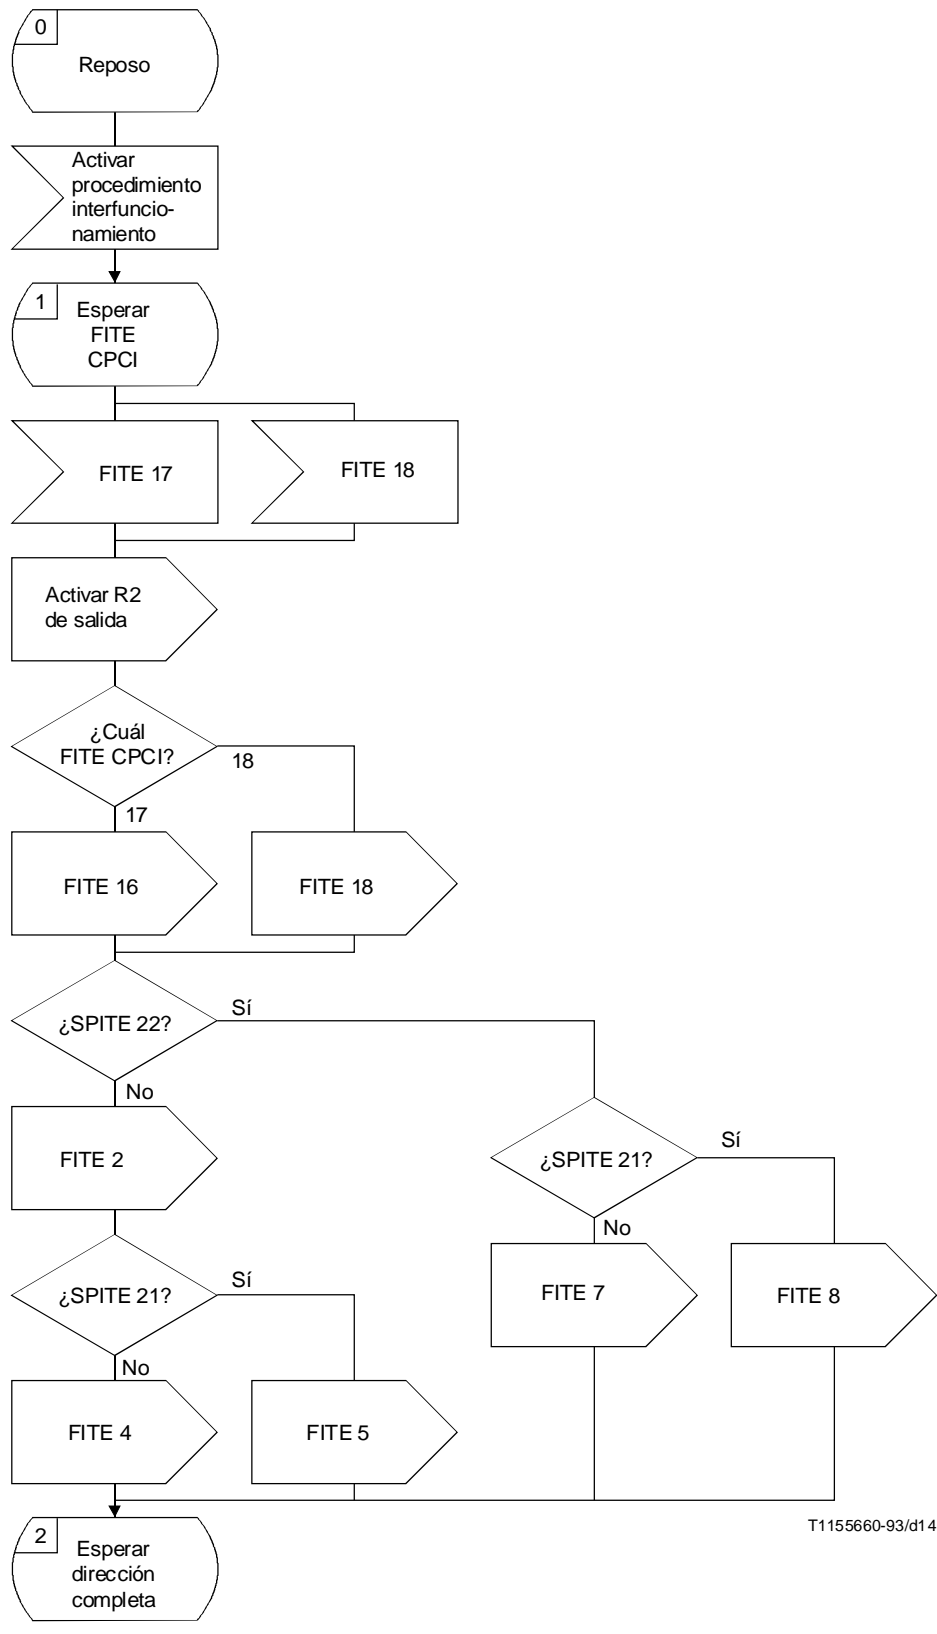 0
Reposo
Activar
procedimiento
interfuncio-
namiento
1
Esperar
FITE
CPCI
FITE 17
FITE 18
Activar R2
de salida
¿Cuál
FITE CPCI?
18
17
FITE 16
FITE 18
¿SPITE 22?
Sí
No
FITE 2
¿SPITE 21?
Sí
No
¿SPITE 21?
Sí
No
FITE 7
FITE 8
FITE 4
FITE 5
T1155660-93/d14
2
Esperar
dirección
completa